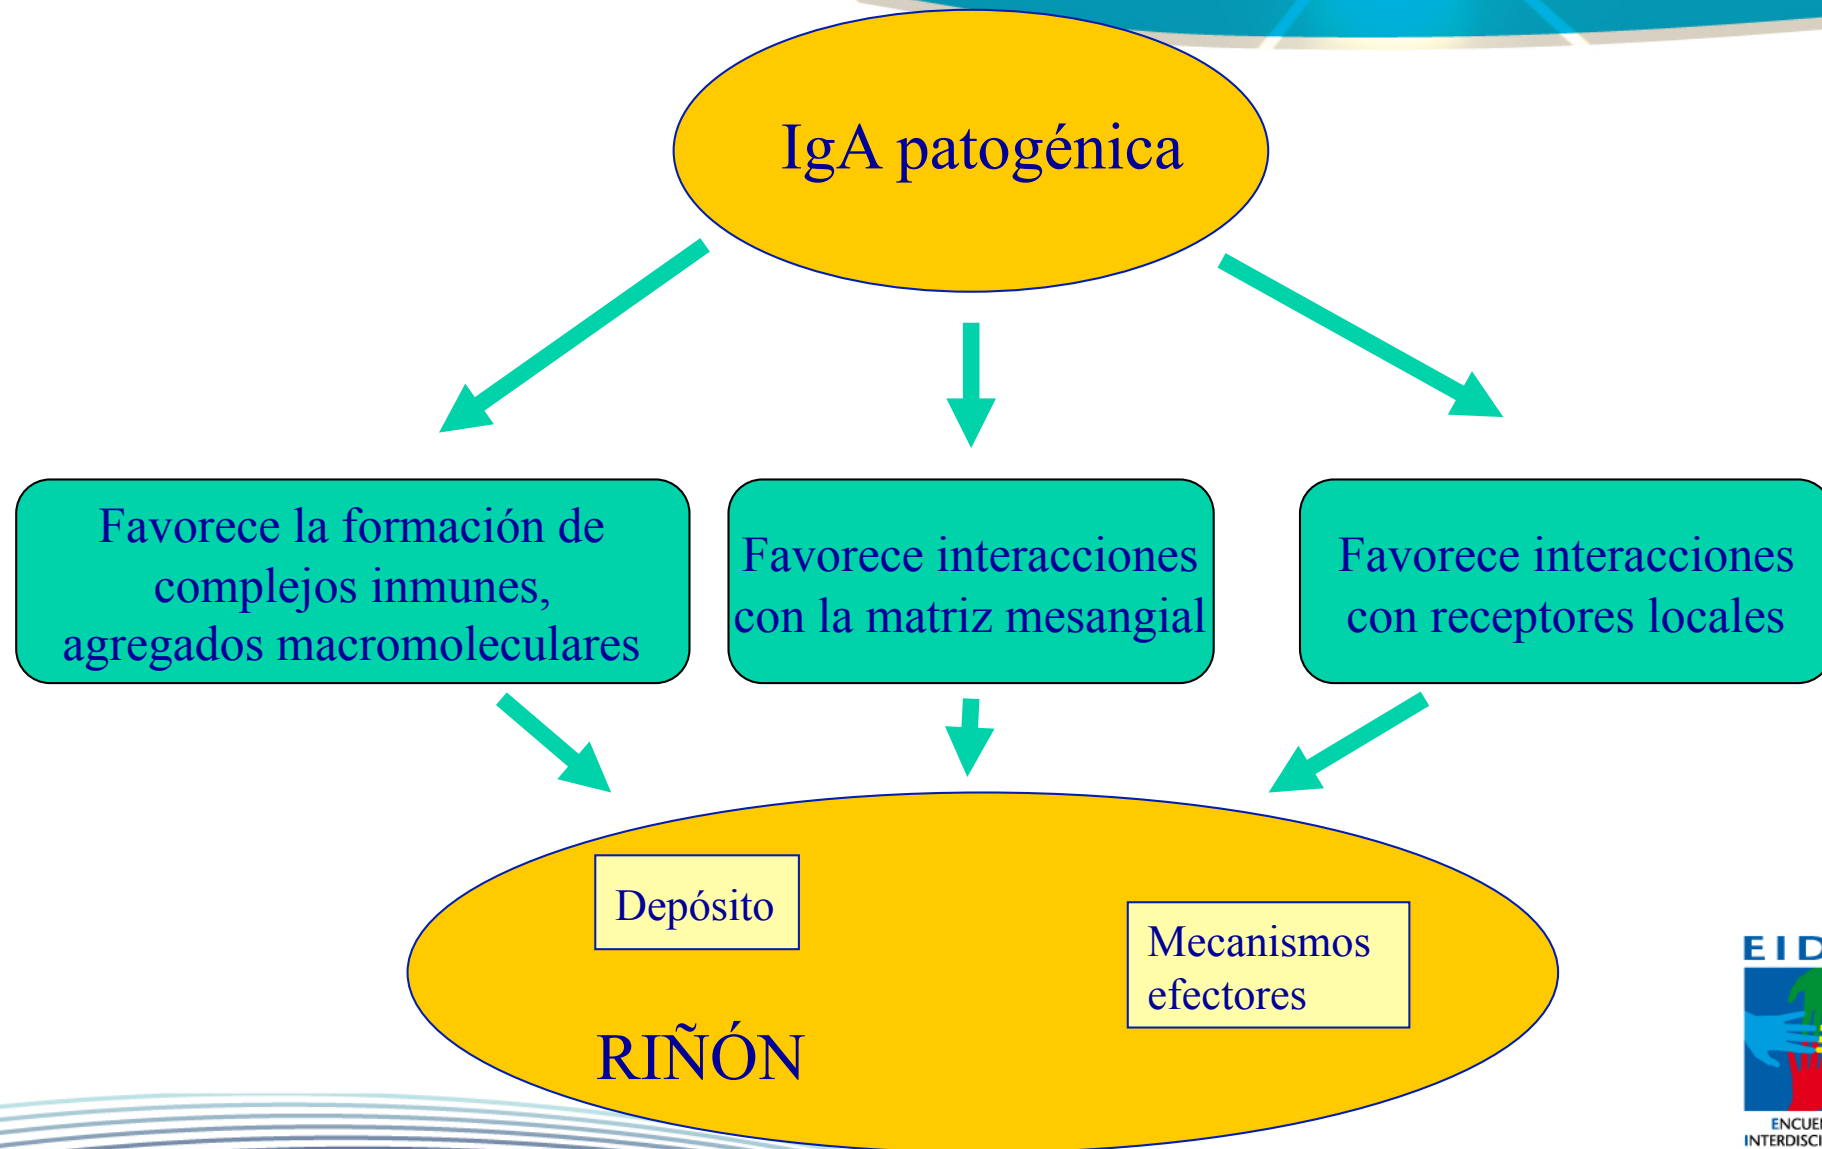 IgA patogénica
Favorece la formación de
complejos inmunes,
agregados macromoleculares
Favorece interacciones
con la matriz mesangial
Favorece interacciones
con receptores locales
Depósito
Mecanismos
efectores
RIÑÓN